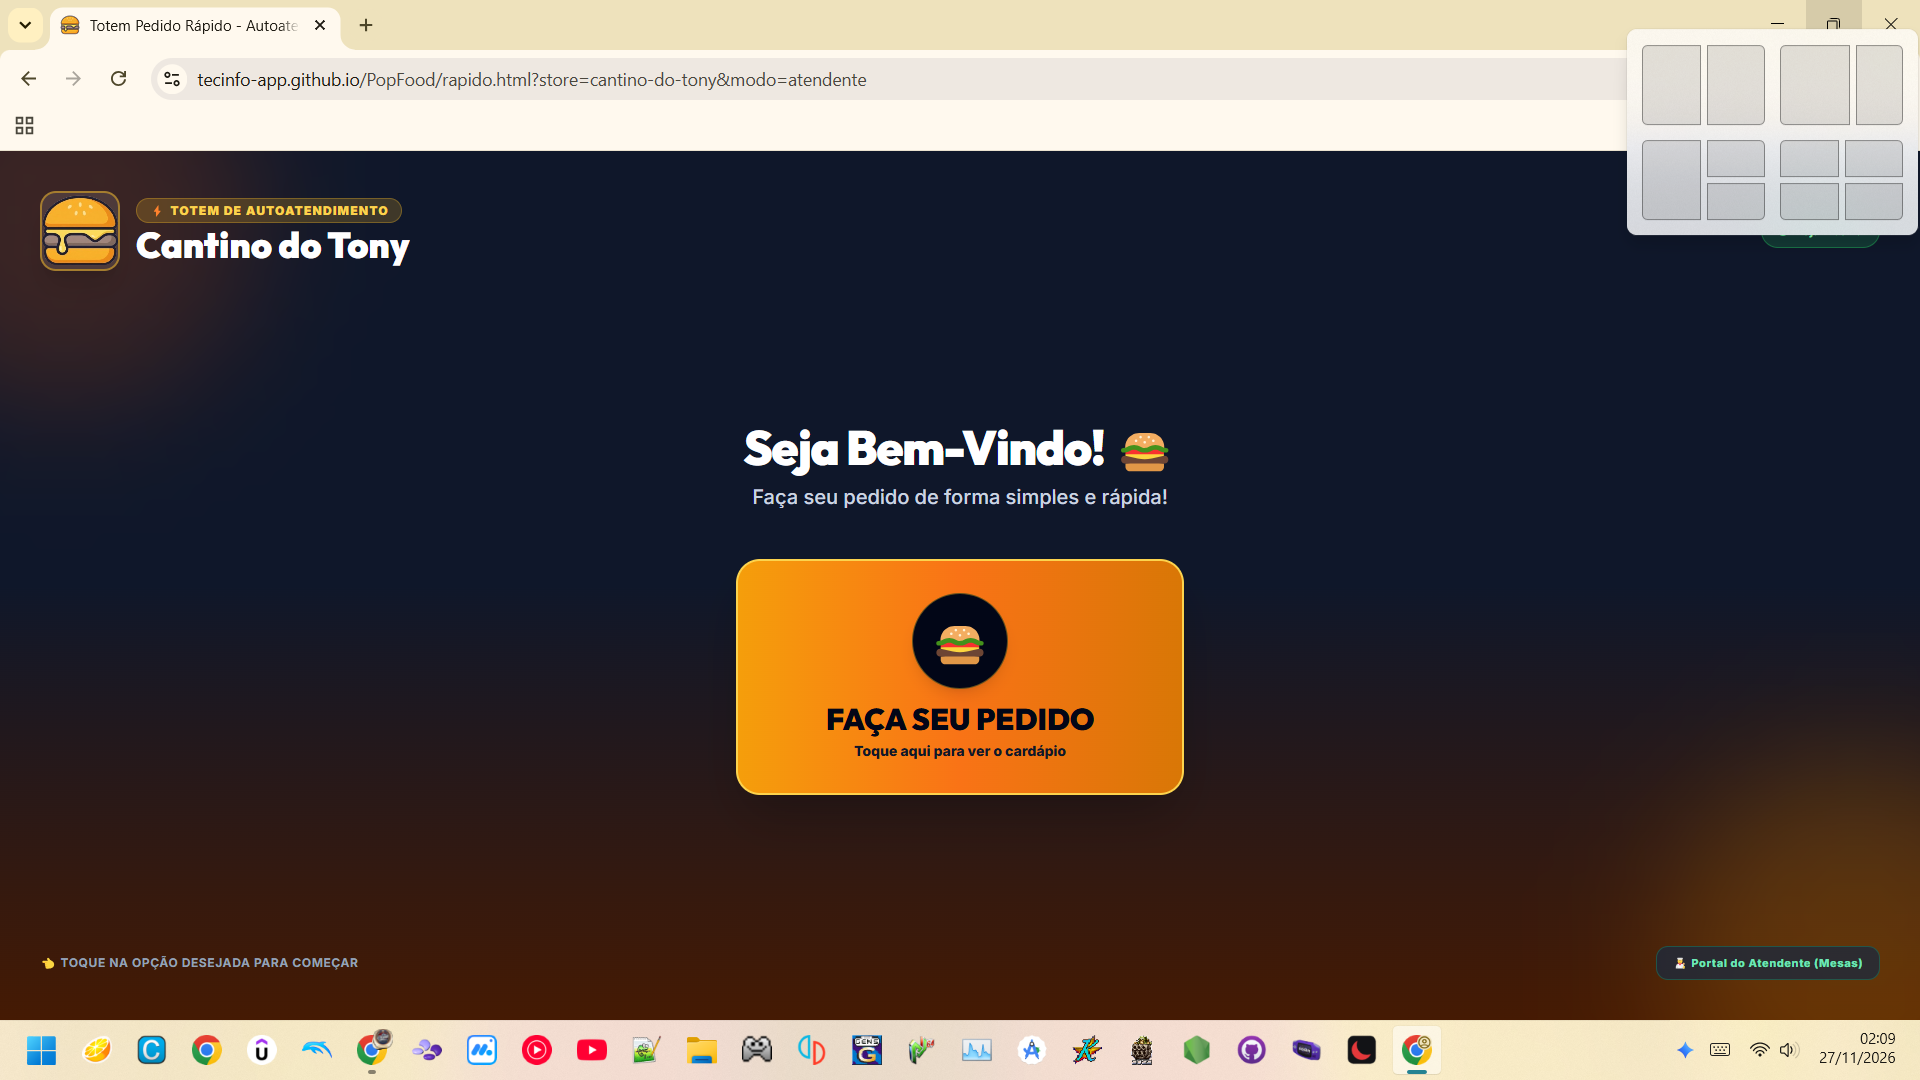 Totem Pedido Rápido - Autoate
tecinfo-app.github.io/PopFood/rapido.html?store=cantino-do-tony&modo=atendente
TOTEM DE AUTOATENDIMENTO
Cantino do Tony
Seja Bem-Vindo!
Faça seu pedido de forma simples e rápida!
FAÇA SEU PEDIDO
Toque aqui para ver o cardápio
TOQUE NA OPÇÃO DESEJADA PARA COMEÇAR
Portal do Atendente (Mesas)
GENS
02:09
27/11/2026